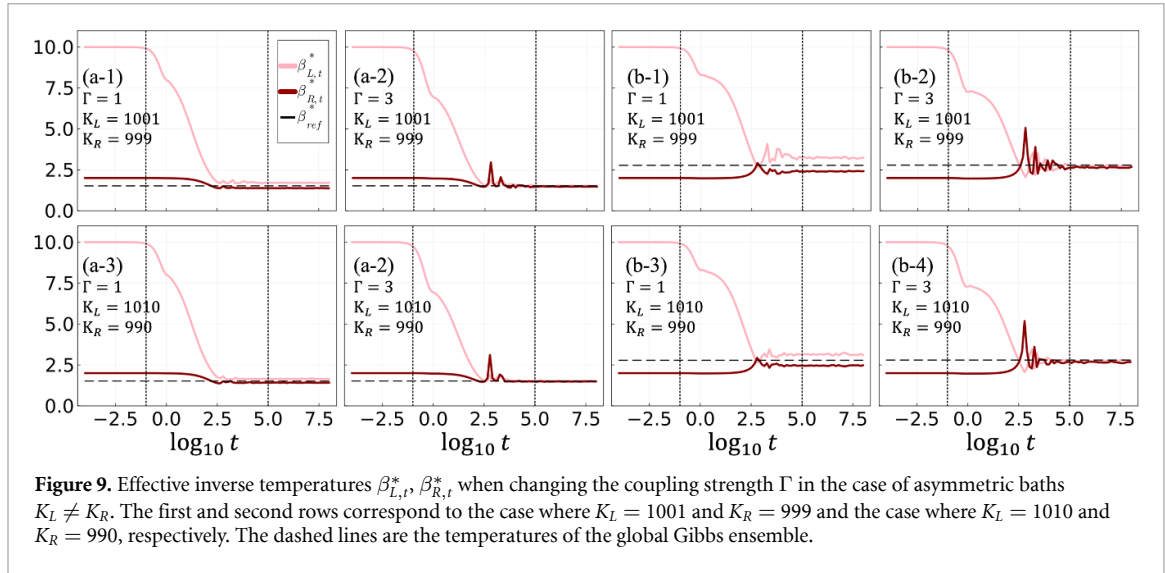 10.0
7.5
5.0
2.5
0.0
(a-1)
Γ = 1
K_L = 1001
K_R = 999
β*_{L,t}
β*_{R,t}
β*_{ref}
(a-2)
Γ = 3
K_L = 1001
K_R = 999
(b-1)
Γ = 1
K_L = 1001
K_R = 999
(b-2)
Γ = 3
K_L = 1001
K_R = 999
10.0
7.5
5.0
2.5
0.0
(a-3)
Γ = 1
K_L = 1010
K_R = 990
(a-2)
Γ = 3
K_L = 1010
K_R = 990
(b-3)
Γ = 1
K_L = 1010
K_R = 990
(b-4)
Γ = 3
K_L = 1010
K_R = 990
−2.5 0.0 2.5 5.0 7.5
−2.5 0.0 2.5 5.0 7.5
−2.5 0.0 2.5 5.0 7.5
−2.5 0.0 2.5 5.0 7.5
log₁₀ t
log₁₀ t
log₁₀ t
log₁₀ t
Figure 9. Effective inverse temperatures β*_{L,t}, β*_{R,t} when changing the coupling strength Γ in the case of asymmetric baths
K_L ≠ K_R. The first and second rows correspond to the case where K_L = 1001 and K_R = 999 and the case where K_L = 1010 and
K_R = 990, respectively. The dashed lines are the temperatures of the global Gibbs ensemble.